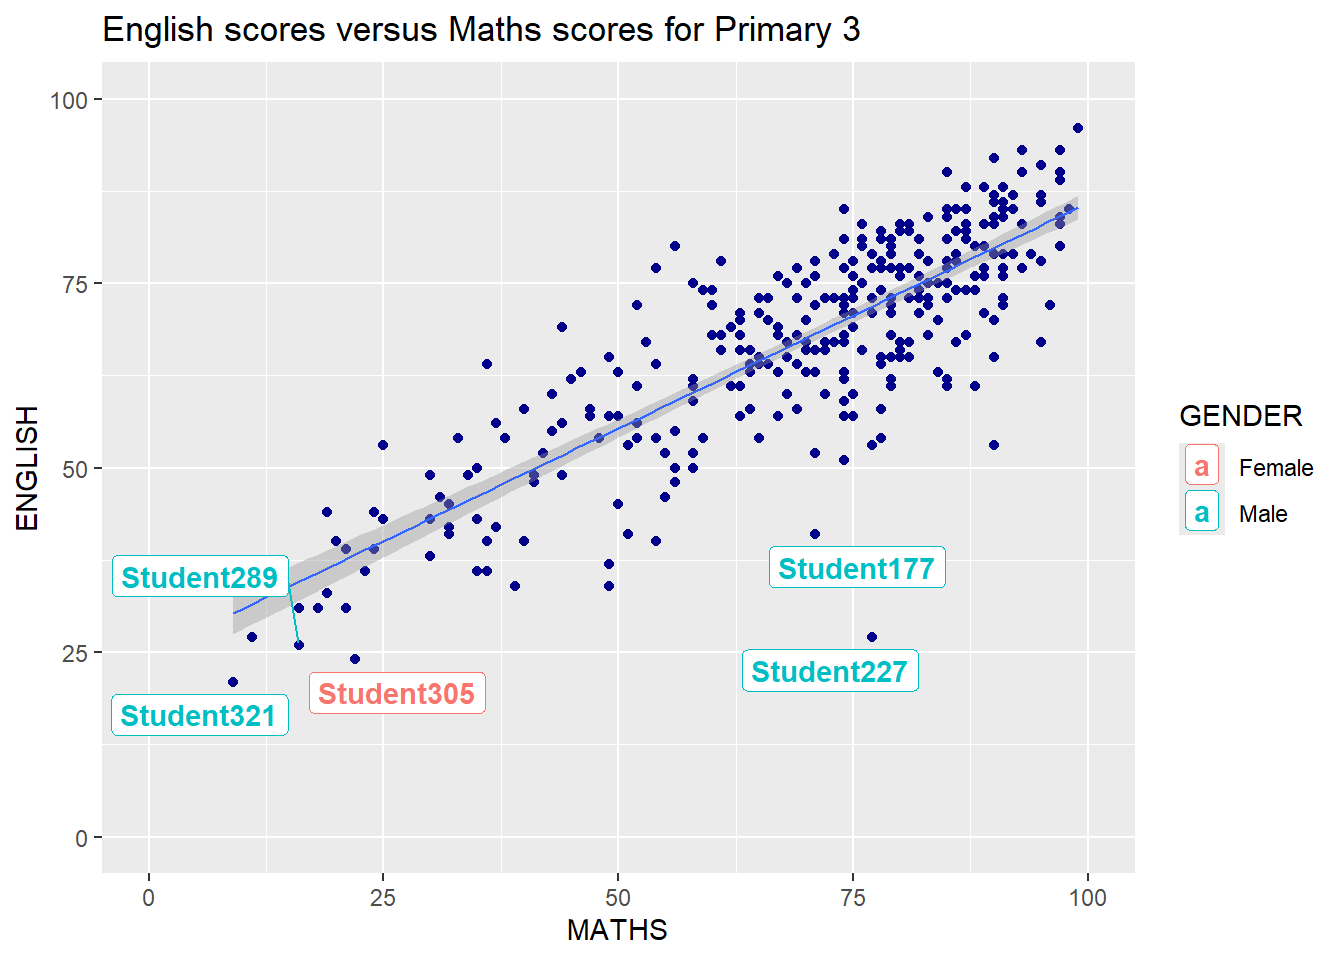 English scores versus Maths scores for Primary 3
100
75
50
25
0
ENGLISH
Student289
Student321
Student305
Student177
Student227
0 25 50 75 100
MATHS
GENDER
a Female
a Male